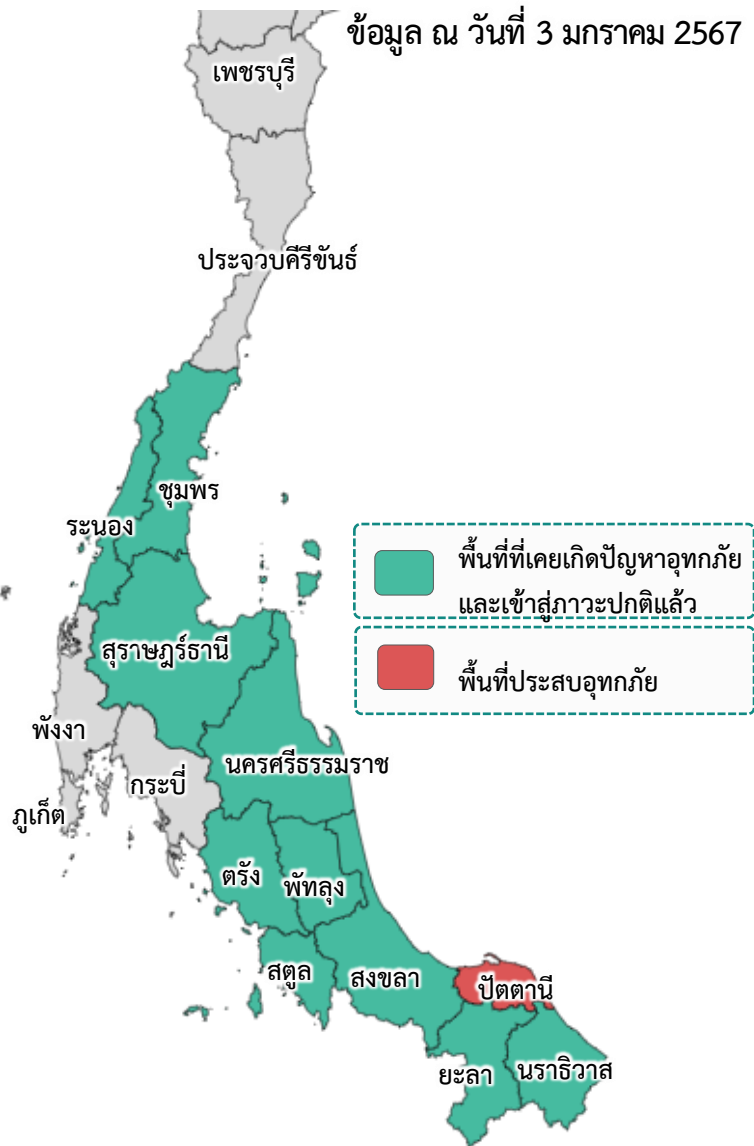 ข้อมูล ณ วันที่ 3 มกราคม 2567
เพชรบุรี
ประจวบคีรีขันธ์
ชุมพร
ระนอง
พื้นที่ที่เคยเกิดปัญหาอุทกภัย
และเข้าสู่ภาวะปกติแล้ว
สุราษฎร์ธานี
พื้นที่ประสบอุทกภัย
พังงา
นครศรีธรรมราช
กระบี่
ภูเก็ต
ตรัง
พัทลุง
สตูล
สงขลา
ปัตตานี
ยะลา
นราธิวาส